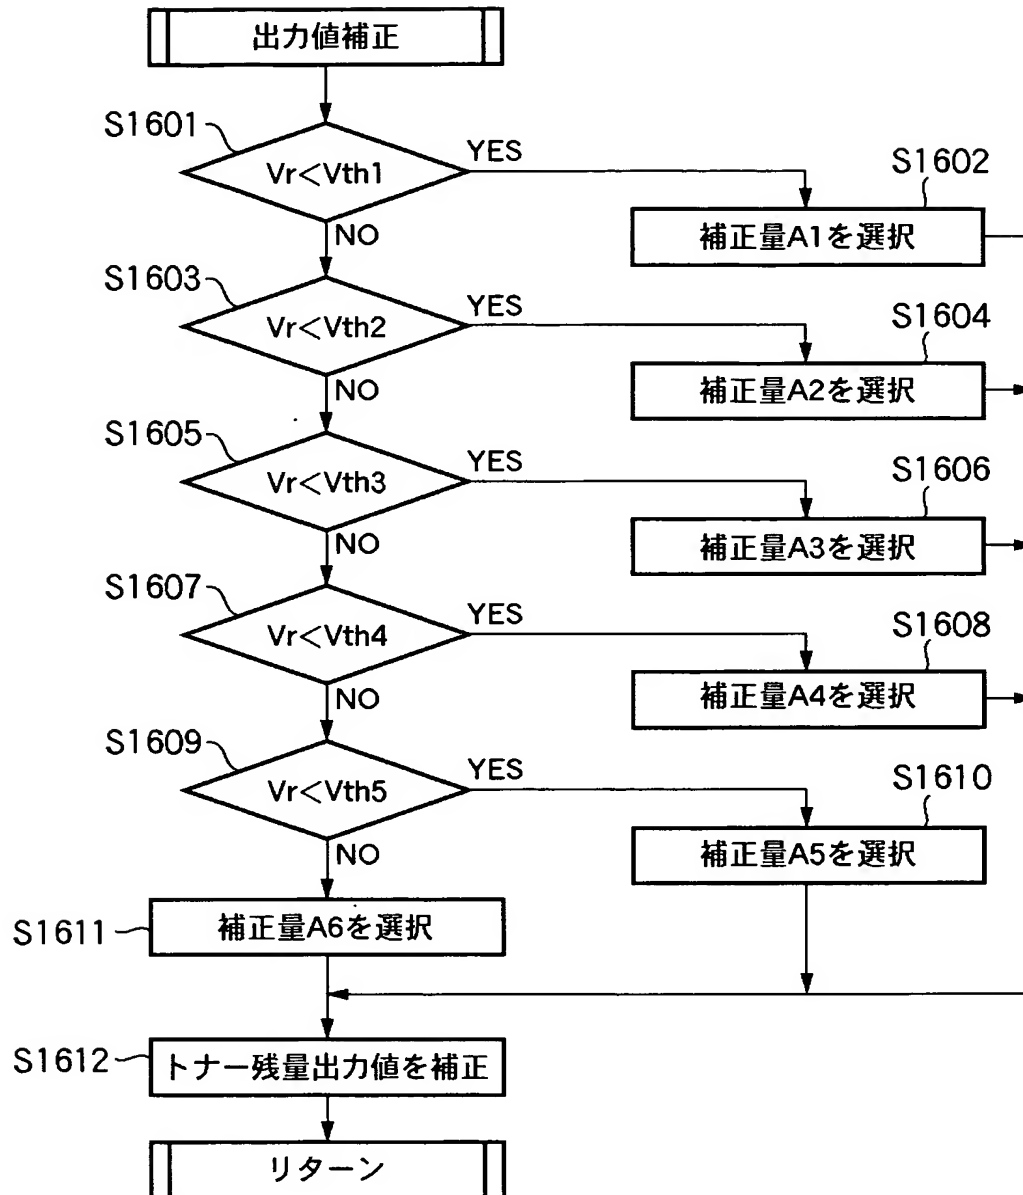 出力値補正
S1601
Vr<Vth1
YES
S1602
補正量A1を選択
NO
S1603
Vr<Vth2
YES
S1604
補正量A2を選択
NO
S1605
Vr<Vth3
YES
S1606
補正量A3を選択
NO
S1607
Vr<Vth4
YES
S1608
補正量A4を選択
NO
S1609
Vr<Vth5
YES
S1610
補正量A5を選択
NO
S1611
補正量A6を選択
S1612
トナー残量出力値を補正
リターン